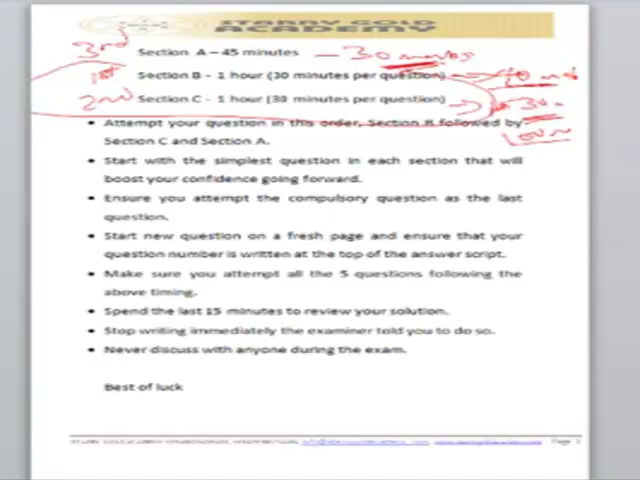 STARRY GOLD
ACADEMY
3rd Section A – 45 minutes – 30 minutes
1st Section B - 1 hour (30 minutes per question)
2nd Section C - 1 hour (30 minutes per question)
• Attempt your question in this order, Section B followed by
Section C and Section A.
• Start with the simplest question in each section that will
boost your confidence going forward.
• Ensure you attempt the compulsory question as the last
question.
• Start new question on a fresh page and ensure that your
question number is written at the top of the answer script.
• Make sure you attempt all the 5 questions following the
above timing.
• Spend the last 15 minutes to review your solution.
• Stop writing immediately the examiner told you to do so.
• Never discuss with anyone during the exam.
Best of luck
Page